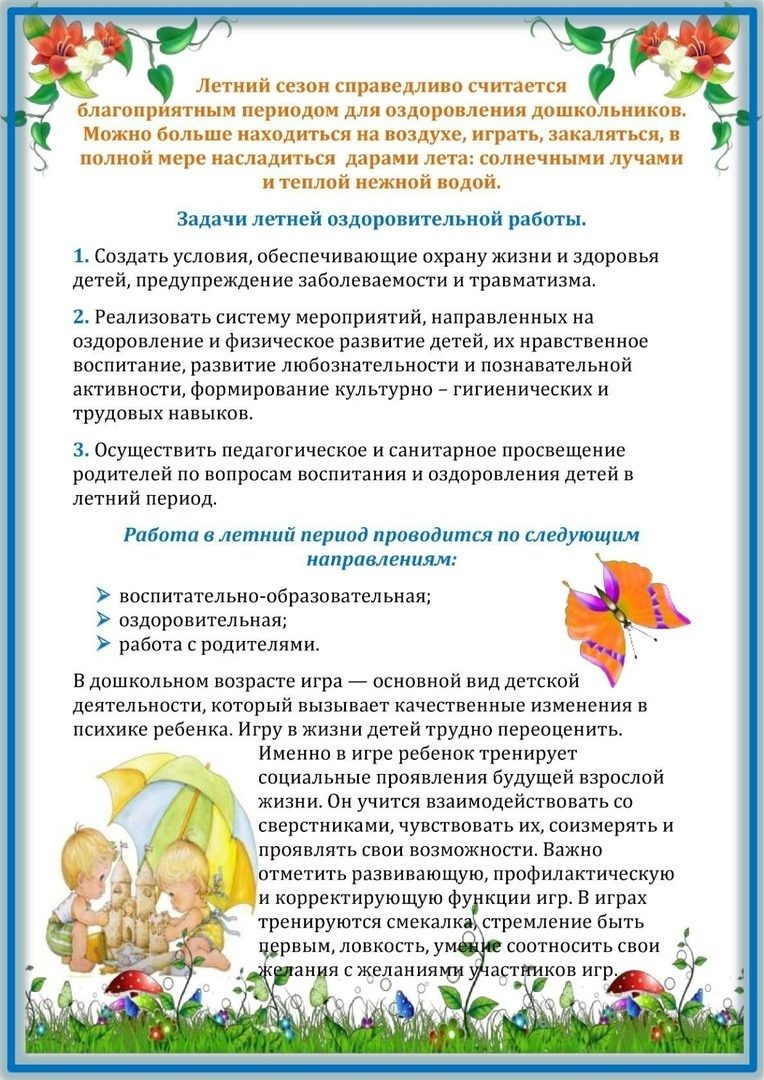 Летний сезон справедливо считается
благоприятным периодом для оздоровления дошкольников.
Можно больше находиться на воздухе, играть, закаляться, в
полной мере насладиться дарами лета: солнечными лучами
и теплой нежной водой.
Задачи летней оздоровительной работы.
1. Создать условия, обеспечивающие охрану жизни и здоровья
детей, предупреждение заболеваемости и травматизма.
2. Реализовать систему мероприятий, направленных на
оздоровление и физическое развитие детей, их нравственное
воспитание, развитие любознательности и познавательной
активности, формирование культурно – гигиенических и
трудовых навыков.
3. Осуществить педагогическое и санитарное просвещение
родителей по вопросам воспитания и оздоровления детей в
летний период.
Работа в летний период проводится по следующим
направлениям:
➢ воспитательно-образовательная;
➢ оздоровительная;
➢ работа с родителями.
В дошкольном возрасте игра — основной вид детской
деятельности, который вызывает качественные изменения в
психике ребенка. Игру в жизни детей трудно переоценить.
Именно в игре ребенок тренирует
социальные проявления будущей взрослой
жизни. Он учится взаимодействовать со
сверстниками, чувствовать их, соизмерять и
проявлять свои возможности. Важно
отметить развивающую, профилактическую
и корректирующую функции игр. В играх
тренируются смекалка, стремление быть
первым, ловкость, умение соотносить свои
желания с желаниями участников игр.